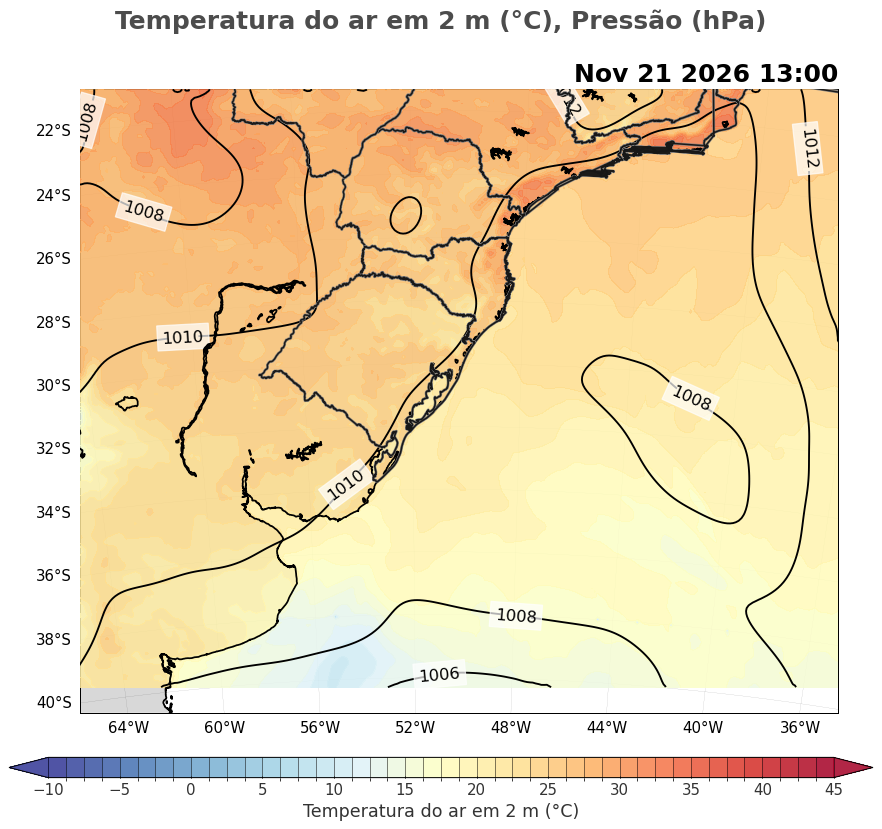 Temperatura do ar em 2 m (°C), Pressão (hPa)
Nov 21 2026 13:00
1008
1012
1008
1010
1008
1010
1008
1006
22°S
24°S
26°S
28°S
30°S
32°S
34°S
36°S
38°S
40°S
64°W 60°W 56°W 52°W 48°W 44°W 40°W 36°W
−10 −5 0 5 10 15 20 25 30 35 40 45
Temperatura do ar em 2 m (°C)